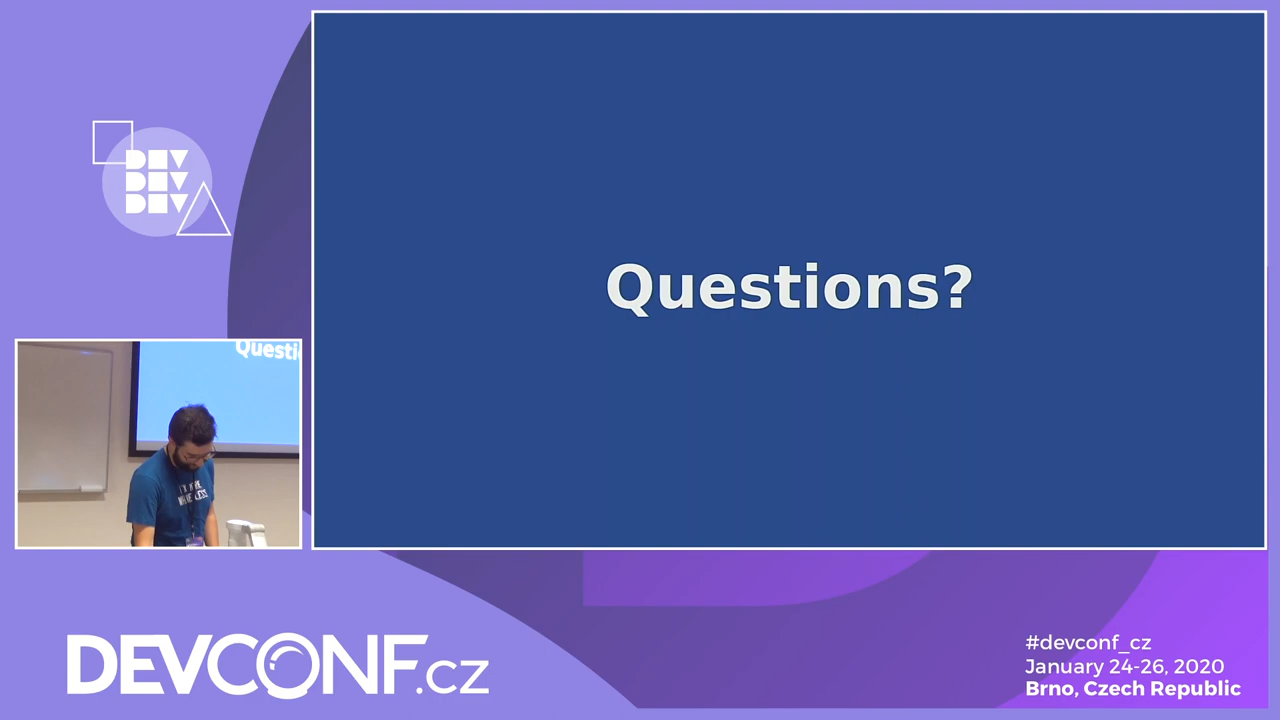 DEV
DEV
DEV
Questions?
Questi
DEVCONF.cz
#devconf_cz
January 24-26, 2020
Brno, Czech Republic